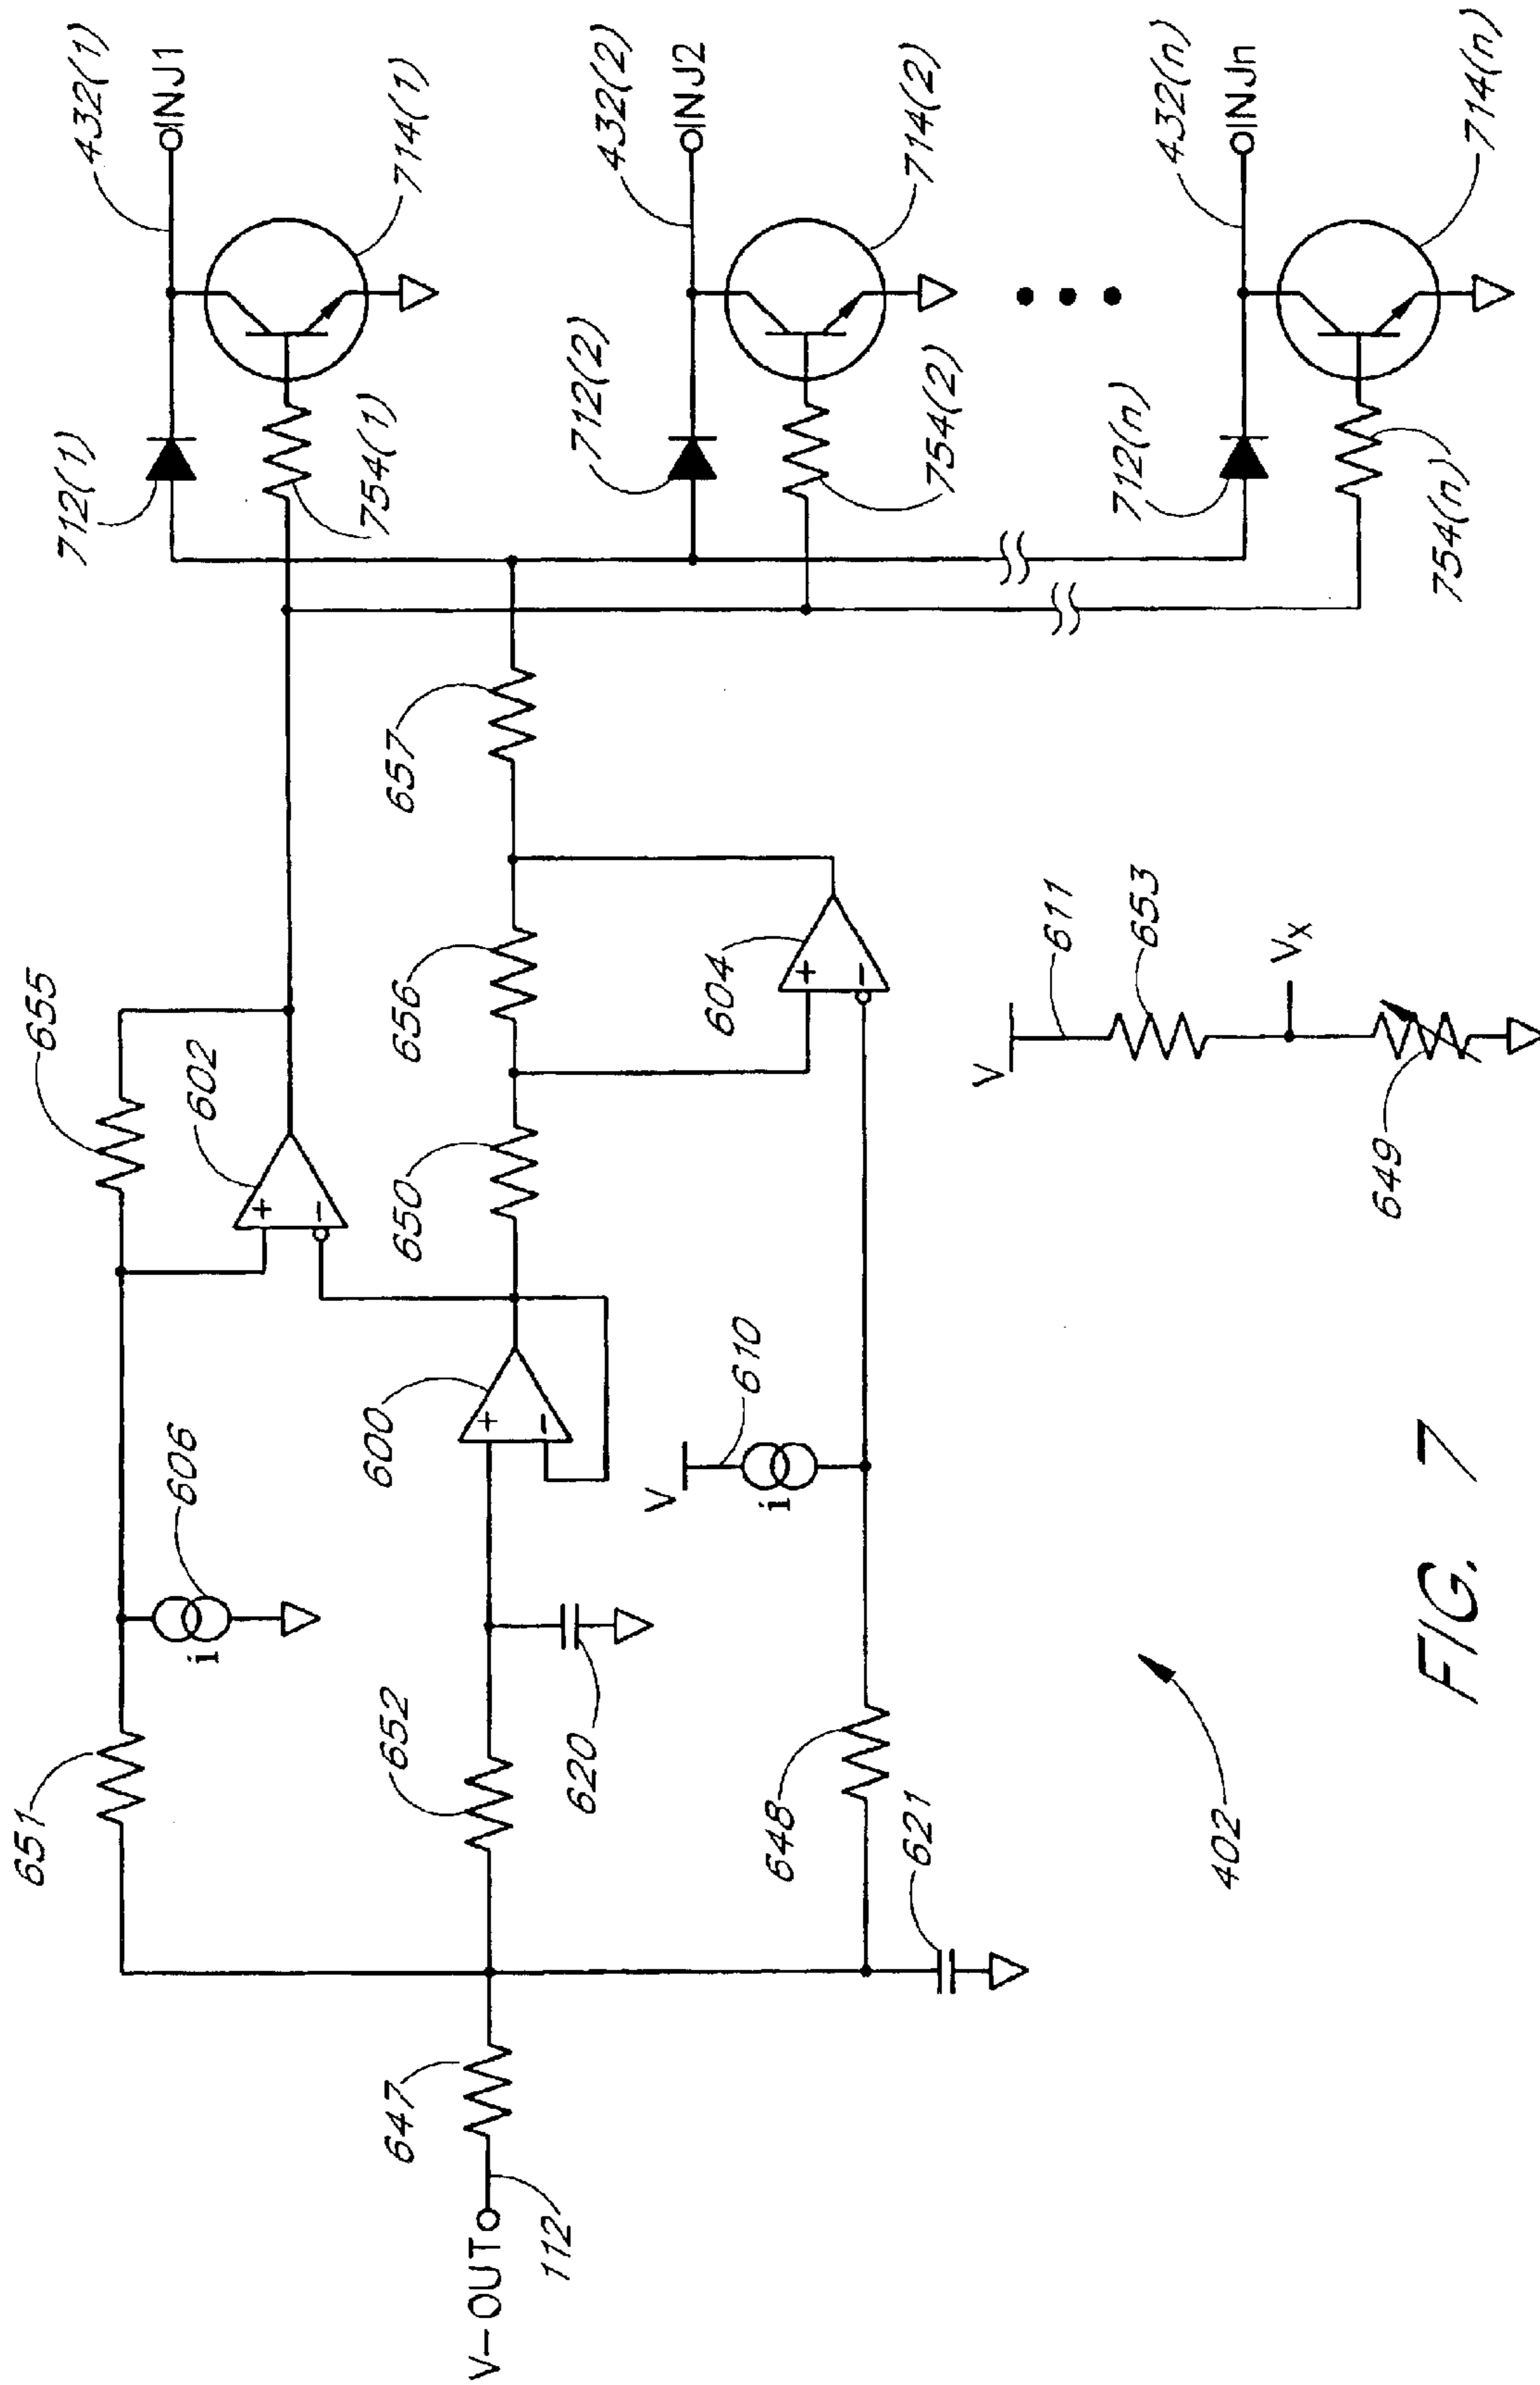 651
606
655
602
V-OUT
112
647
652
620
600
650
656
657
V
610
i
i
648
621
604
712(1)
754(1)
432(1)
INJ1
714(1)
712(2)
754(2)
432(2)
INJ2
714(2)
712(n)
754(n)
432(n)
INJn
714(n)
+
−
+
−
+
−
V
611
653
Vx
649
402
FIG. 7